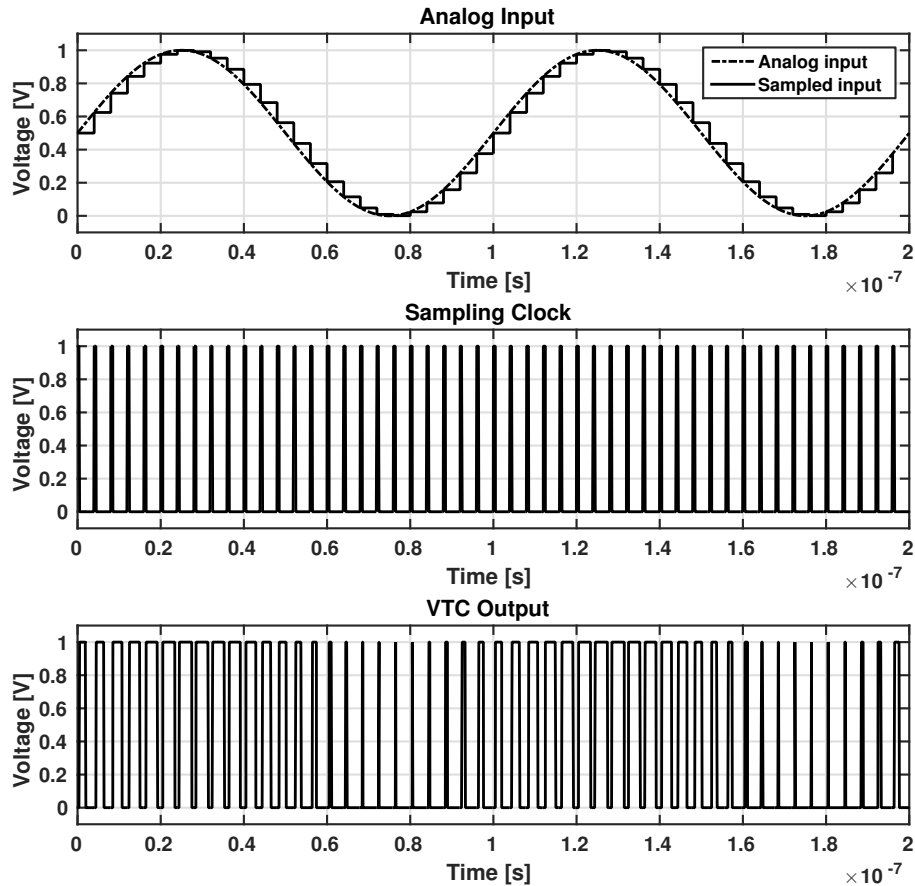 Analog Input
Voltage [V]
1
0.8
0.6
0.4
0.2
0
Analog input
Sampled input
0 0.2 0.4 0.6 0.8 1 1.2 1.4 1.6 1.8 2
Time [s]
×10 -7
Sampling Clock
Voltage [V]
1
0.8
0.6
0.4
0.2
0
0 0.2 0.4 0.6 0.8 1 1.2 1.4 1.6 1.8 2
Time [s]
×10 -7
VTC Output
Voltage [V]
1
0.8
0.6
0.4
0.2
0
0 0.2 0.4 0.6 0.8 1 1.2 1.4 1.6 1.8 2
Time [s]
×10 -7